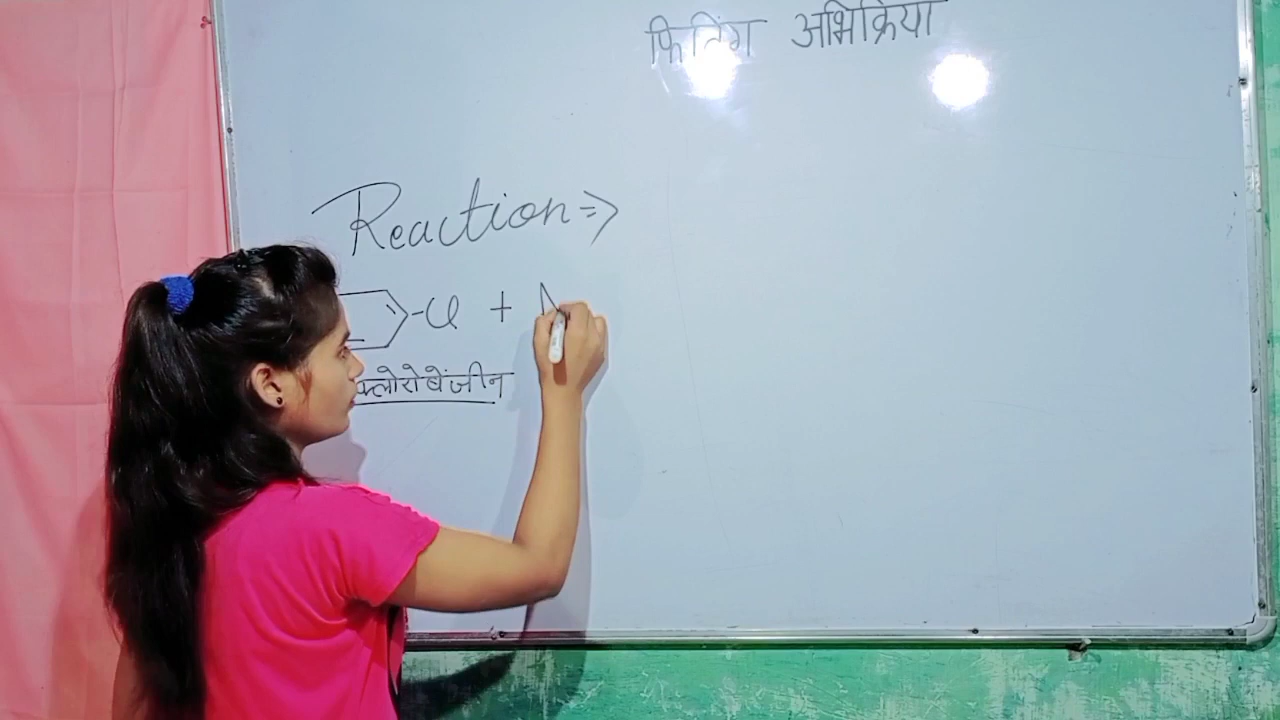 फिटिंग अभिक्रिया
Reaction ⇒
-Cl + N
क्लोरोबेंजीन